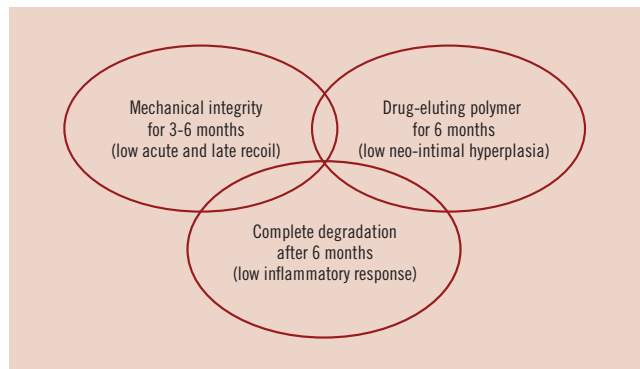 Mechanical integrity
for 3-6 months
(low acute and late recoil)
Drug-eluting polymer
for 6 months
(low neo-intimal hyperplasia)
Complete degradation
after 6 months
(low inflammatory response)